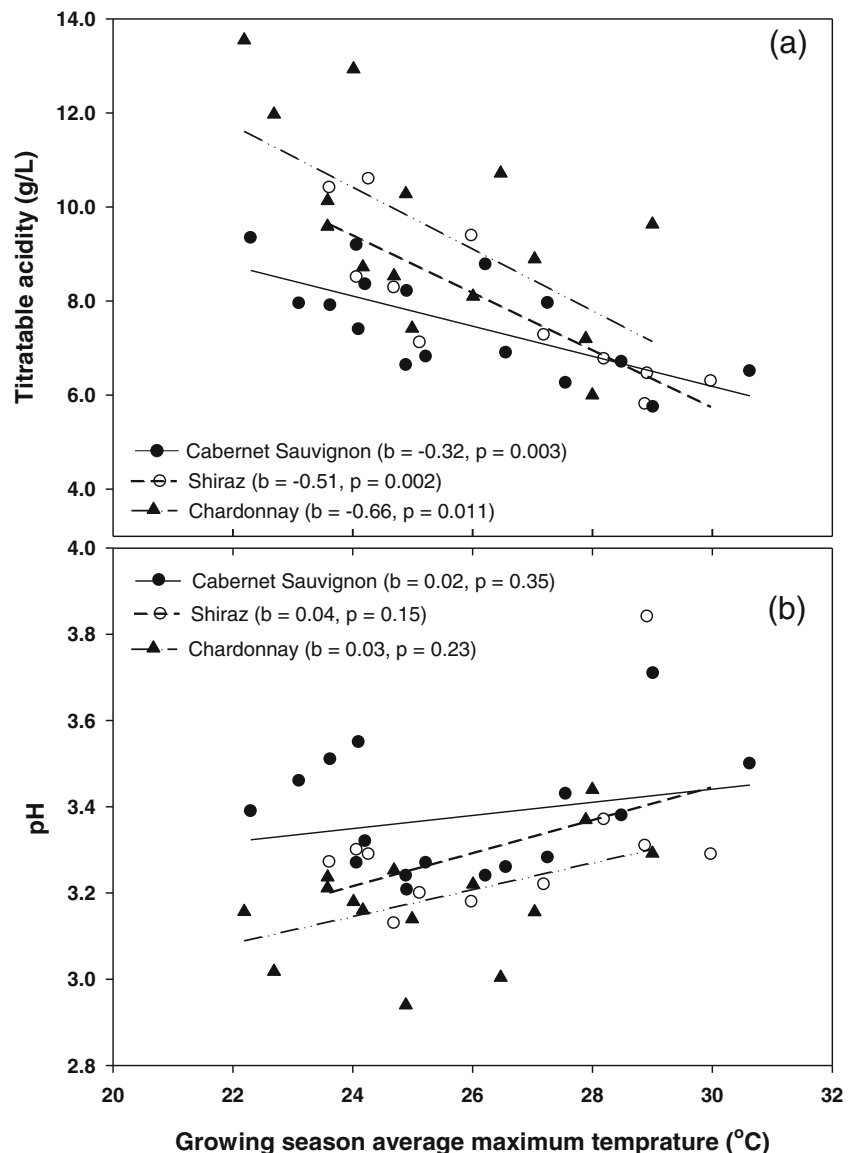 14.0
(a)
12.0
10.0
8.0
6.0
4.0
Titratable acidity (g/L)
Cabernet Sauvignon (b = -0.32, p = 0.003)
Shiraz (b = -0.51, p = 0.002)
Chardonnay (b = -0.66, p = 0.011)
4.0
3.8
3.6
3.4
3.2
3.0
2.8
pH
Cabernet Sauvignon (b = 0.02, p = 0.35)
Shiraz (b = 0.04, p = 0.15)
Chardonnay (b = 0.03, p = 0.23)
(b)
20 22 24 26 28 30 32
Growing season average maximum temprature (°C)